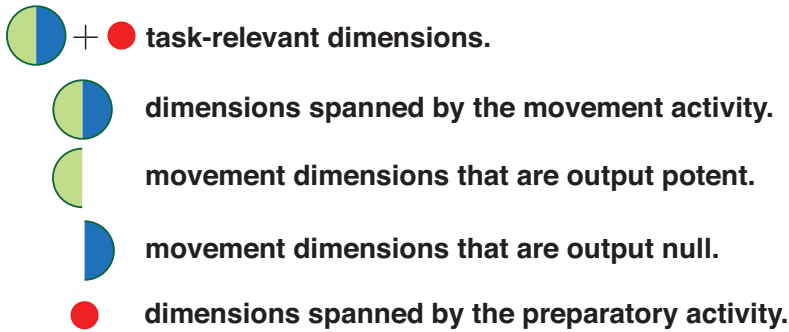 + task-relevant dimensions.
dimensions spanned by the movement activity.
movement dimensions that are output potent.
movement dimensions that are output null.
dimensions spanned by the preparatory activity.